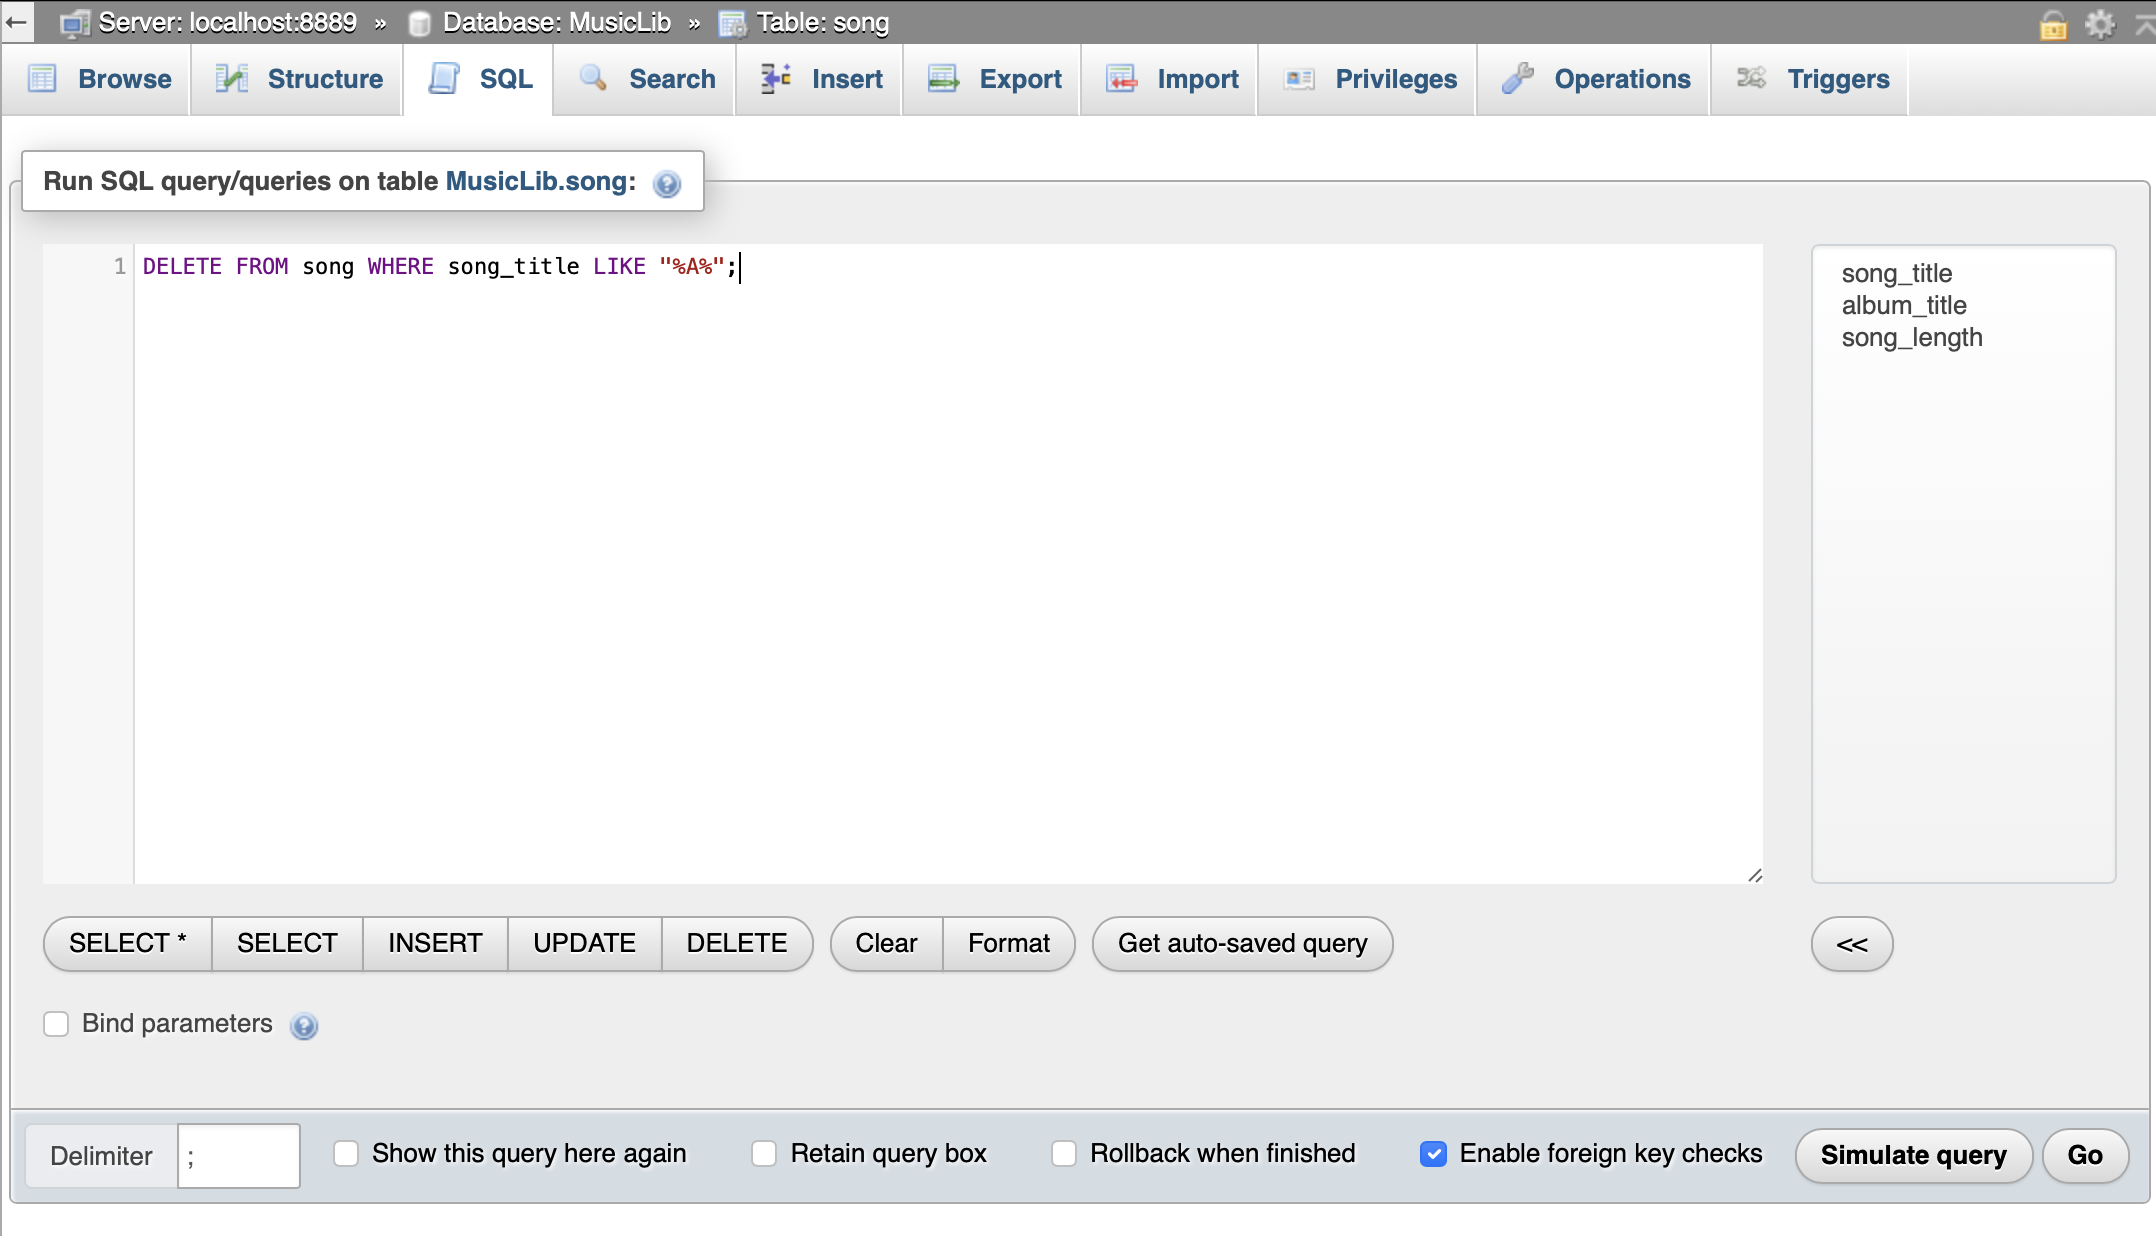 Server: localhost:8889 » Database: MusicLib » Table: song
Browse Structure SQL Search Insert Export Import Privileges Operations Triggers
Run SQL query/queries on table MusicLib.song:
1 DELETE FROM song WHERE song_title LIKE "%A%";
song_title
album_title
song_length
SELECT * SELECT INSERT UPDATE DELETE Clear Format Get auto-saved query <<
Bind parameters
Delimiter ; Show this query here again Retain query box Rollback when finished Enable foreign key checks Simulate query Go